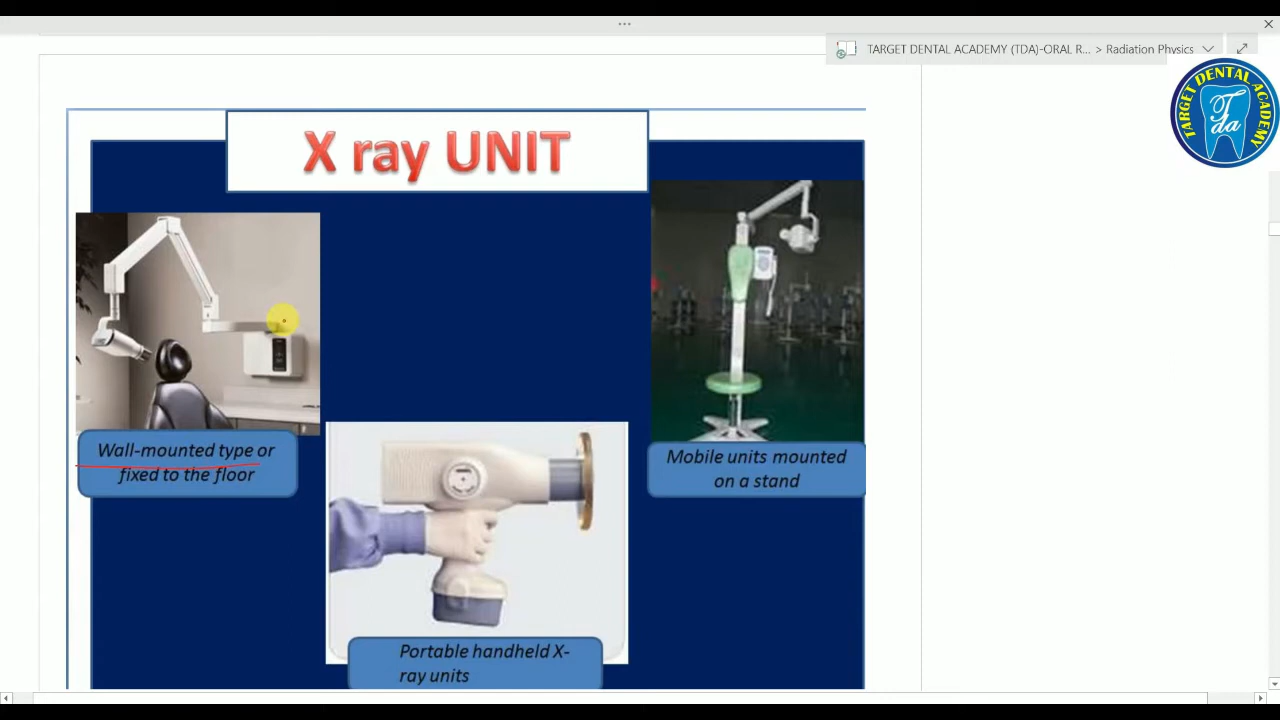 TARGET DENTAL ACADEMY (TDA)-ORAL R... > Radiation Physics
TARGET DENTAL ACADEMY
Tda
X ray UNIT
Wall-mounted type or
fixed to the floor
Mobile units mounted
on a stand
Portable handheld X-
ray units